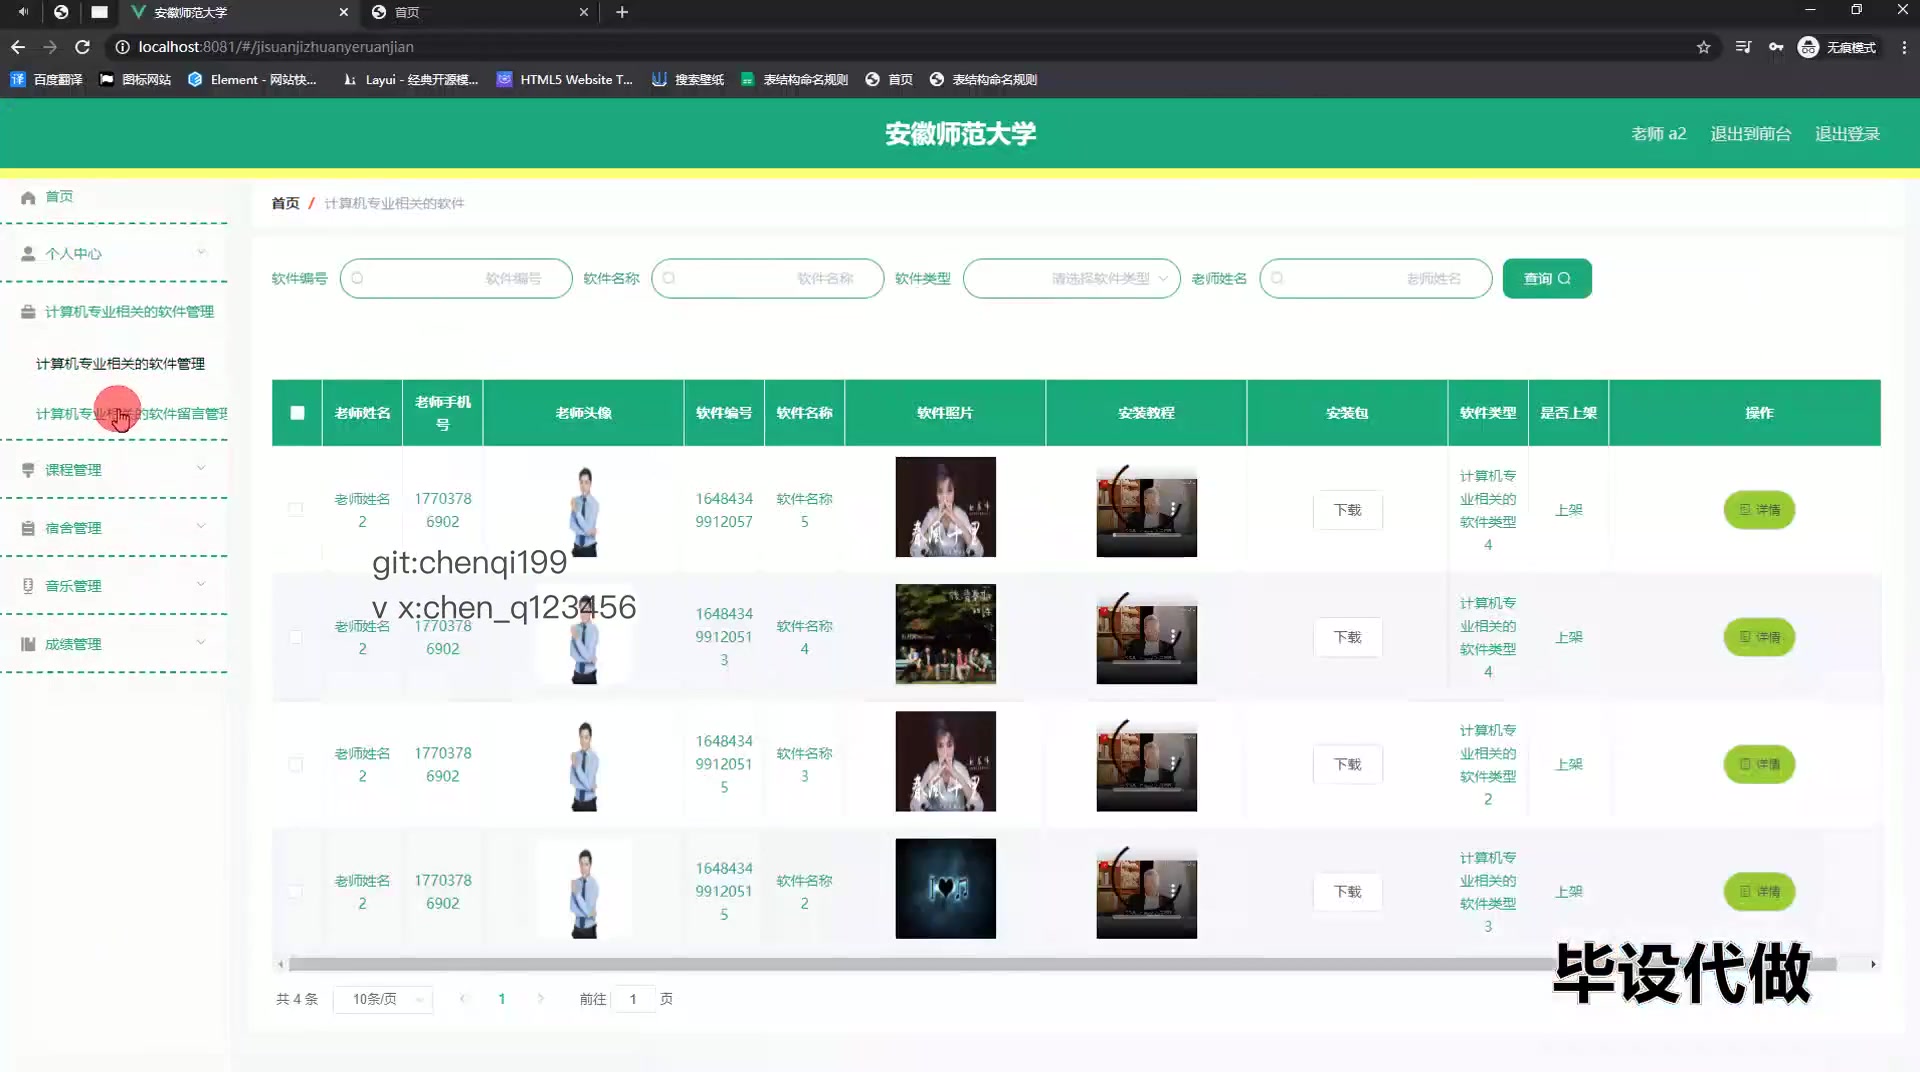 安徽师范大学
首页
localhost:8081/#/jisuanjizhuanyeruanjian
无痕模式
百度翻译
图标网站
Element - 网站快...
Layui - 经典开源模...
HTML5 Website T...
搜索壁纸
表结构命名规则
首页
表结构命名规则
安徽师范大学
老师 a2
退出到前台
退出登录
首页
个人中心
计算机专业相关的软件管理
计算机专业相关的软件管理
计算机专业相关的软件留言管理
课程管理
宿舍管理
音乐管理
成绩管理
首页 / 计算机专业相关的软件
软件编号 软件编号 软件名称 软件名称 软件类型 请选择软件类型 老师姓名 老师姓名 查询
老师姓名 老师手机号 老师头像 软件编号 软件名称 软件照片 安装教程 安装包 软件类型 是否上架 操作
老师姓名2 17703786902 16484349912057 软件名称5 春风十里 下载 计算机专业相关的软件类型4 上架 详情
git:chenqi199
v x:chen_q123456
老师姓名2 17703786902 164843499120513 软件名称4 下载 计算机专业相关的软件类型4 上架 详情
老师姓名2 17703786902 164843499120515 软件名称3 春风十里 下载 计算机专业相关的软件类型2 上架 详情
老师姓名2 17703786902 164843499120515 软件名称2 下载 计算机专业相关的软件类型3 上架 详情
毕设代做
共 4 条 10条/页 1 前往 1 页